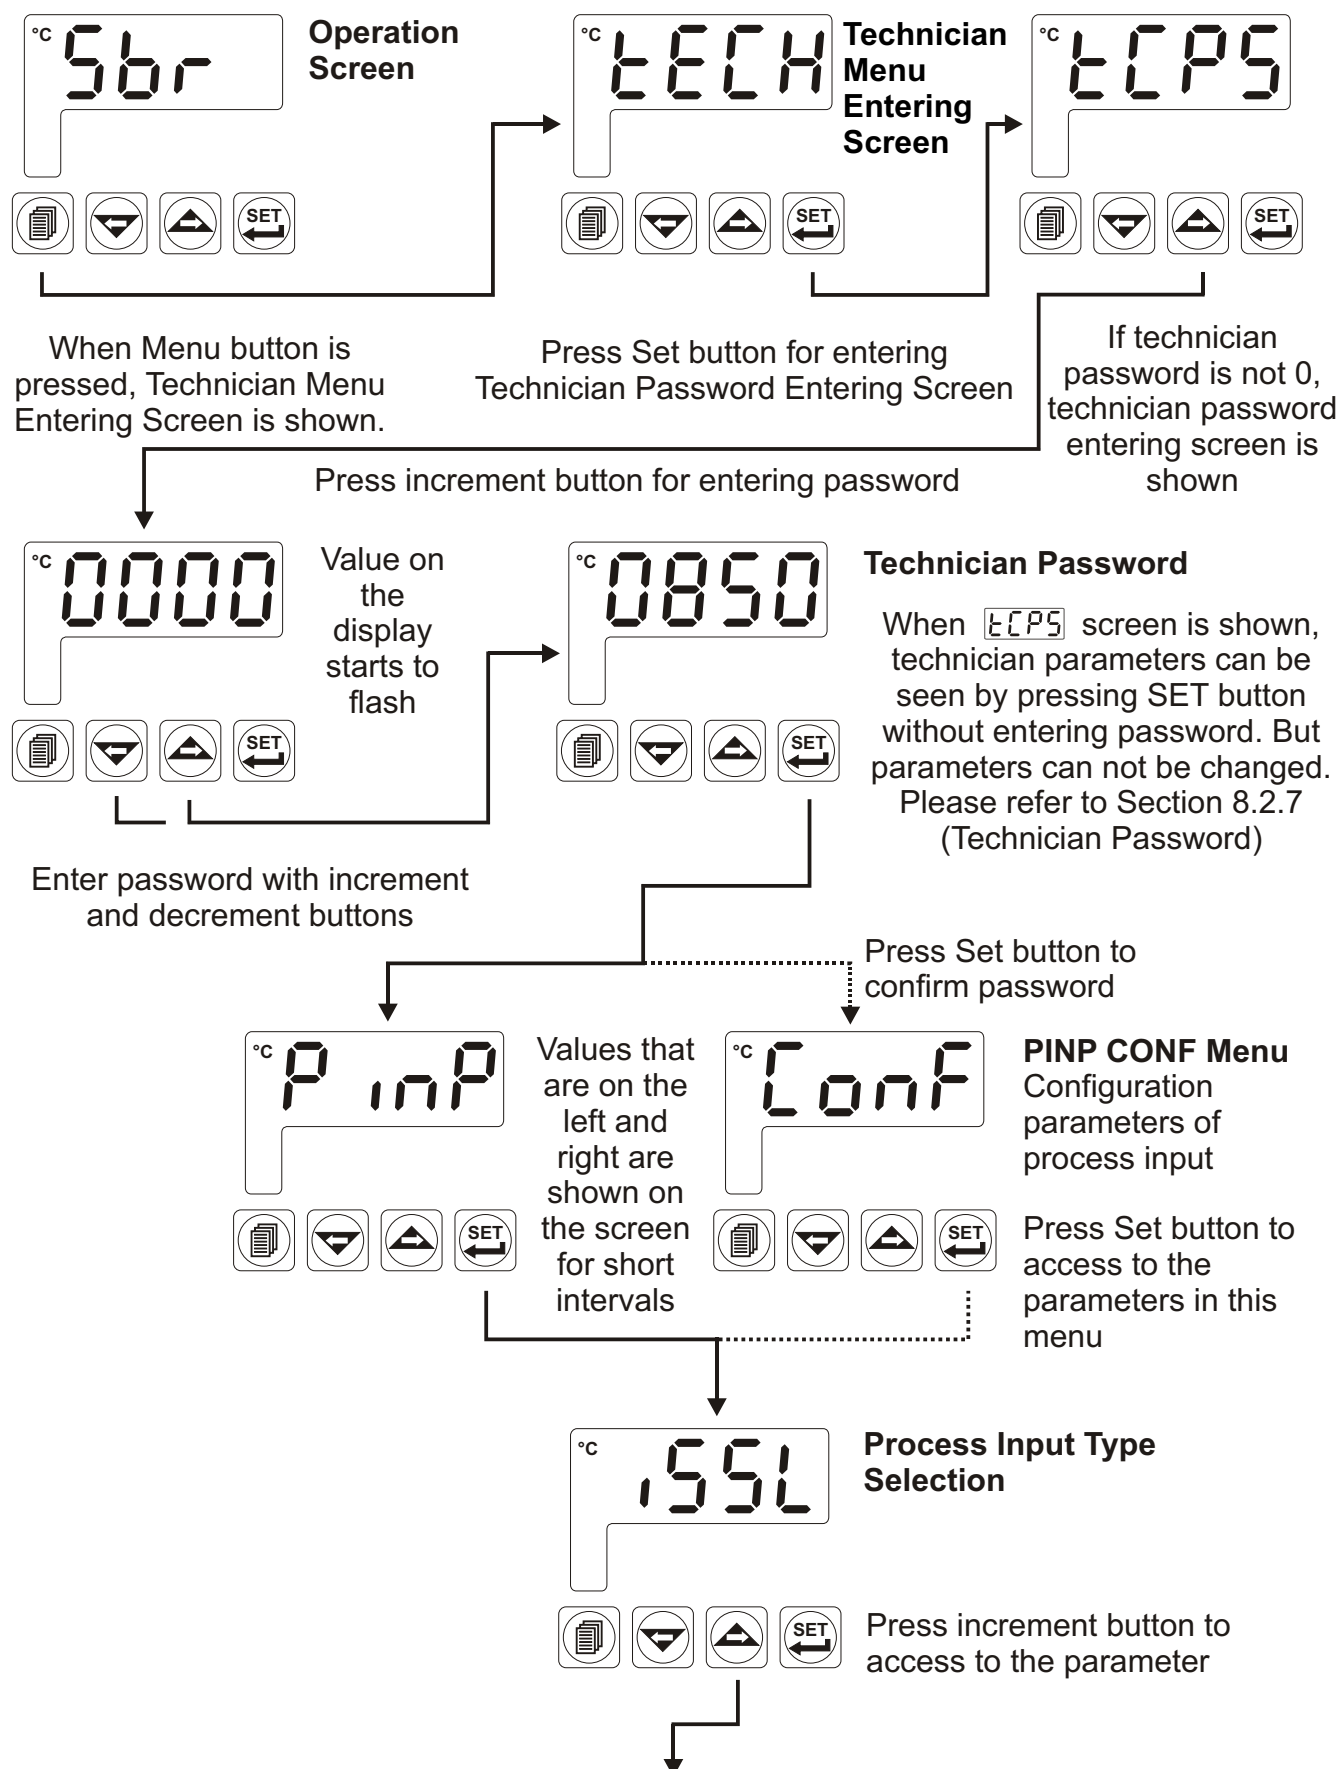 °C Sbr
Operation
Screen
°C tECH
Technician
Menu
Entering
Screen
°C tCPS
SET
SET
SET
When Menu button is
pressed, Technician Menu
Entering Screen is shown.
Press Set button for entering
Technician Password Entering Screen
If technician
password is not 0,
technician password
entering screen is
shown
Press increment button for entering password
°C 0000
Value on
the
display
starts to
flash
°C 0850
SET
SET
Technician Password
When tCPS screen is shown,
technician parameters can be
seen by pressing SET button
without entering password. But
parameters can not be changed.
Please refer to Section 8.2.7
(Technician Password)
Enter password with increment
and decrement buttons
Press Set button to
confirm password
°C P inP
Values that
are on the
left and
right are
shown on
the screen
for short
intervals
°C ConF
SET
SET
PINP CONF Menu
Configuration
parameters of
process input
Press Set button to
access to the
parameters in this
menu
°C iSSL
Process Input Type
Selection
SET
Press increment button to
access to the parameter